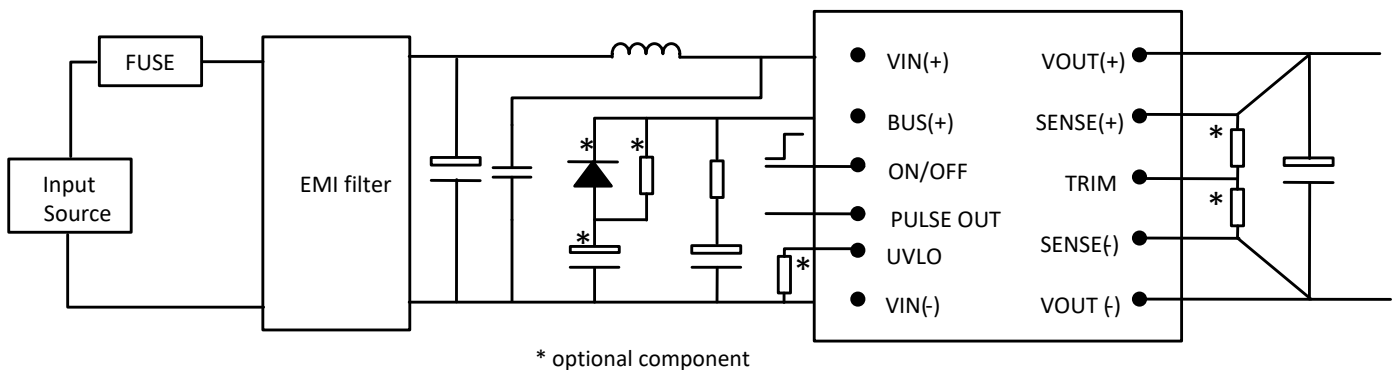 FUSE
Input
Source
EMI filter
*
*
*
*
VIN(+)
BUS(+)
ON/OFF
PULSE OUT
UVLO
VIN(-)
VOUT(+)
SENSE(+)
TRIM
SENSE(-)
VOUT (-)
*
*
* optional component